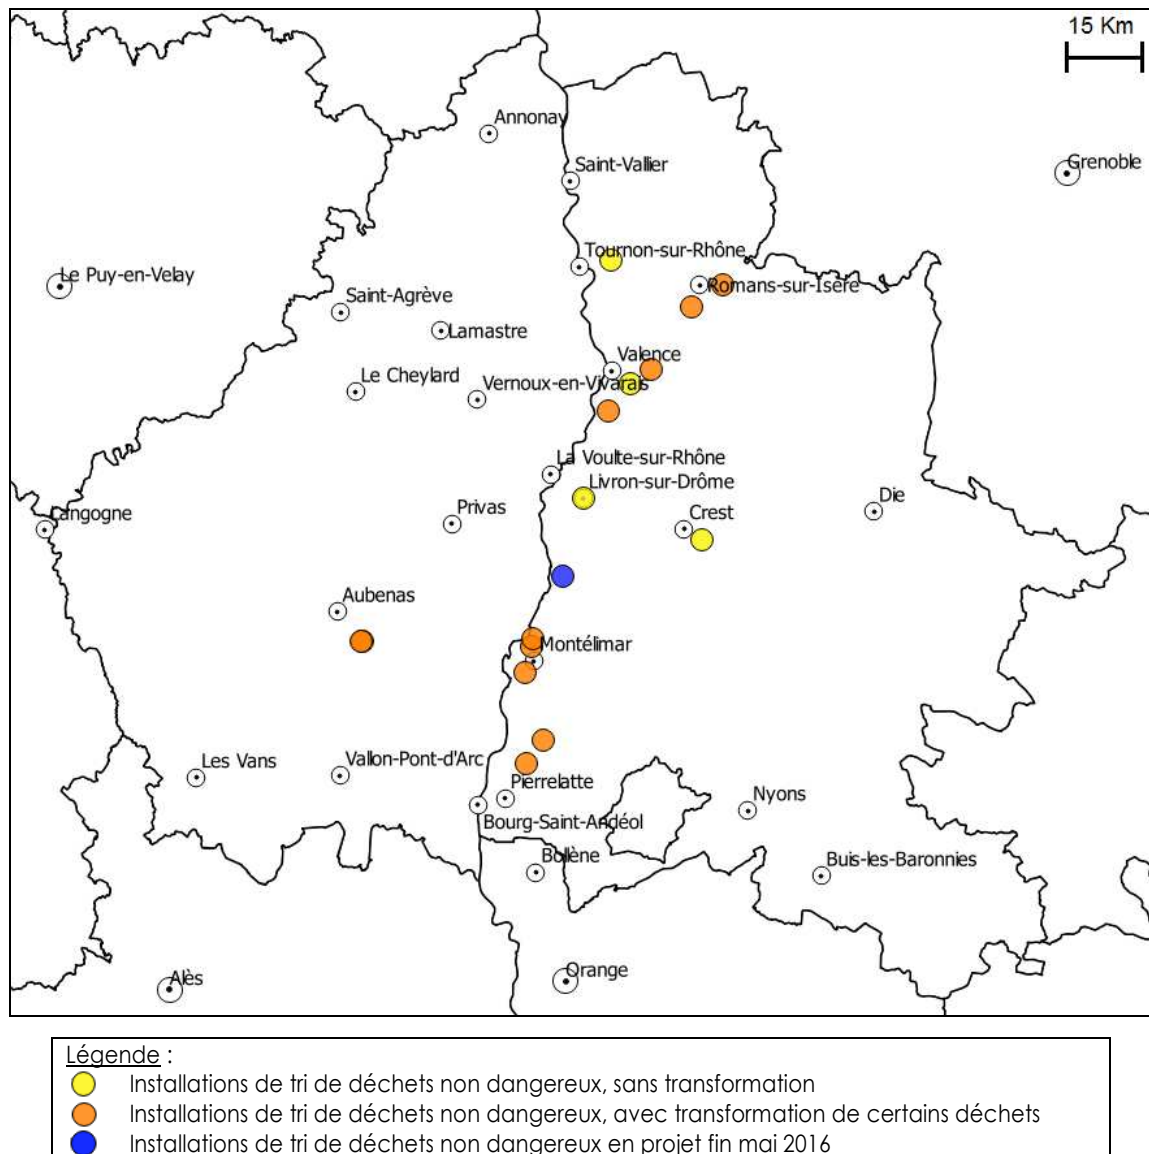 15 Km
Annonay
Saint-Vallier
Grenoble
Tournon-sur-Rhône
Le Puy-en-Velay
Romans-sur-Isère
Saint-Agrève
Lamastre
Valence
Le Cheylard
Vernoux-en-Vivarais
La Voulte-sur-Rhône
Livron-sur-Drôme
Die
Privas
Crest
Langogne
Aubenas
Montélimar
Les Vans
Vallon-Pont-d'Arc
Pierrelatte
Nyons
Bourg-Saint-Andéol
Bollène
Buis-les-Baronnies
Alès
Orange
Légende :
Installations de tri de déchets non dangereux, sans transformation
Installations de tri de déchets non dangereux, avec transformation de certains déchets
Installations de tri de déchets non dangereux en projet fin mai 2016